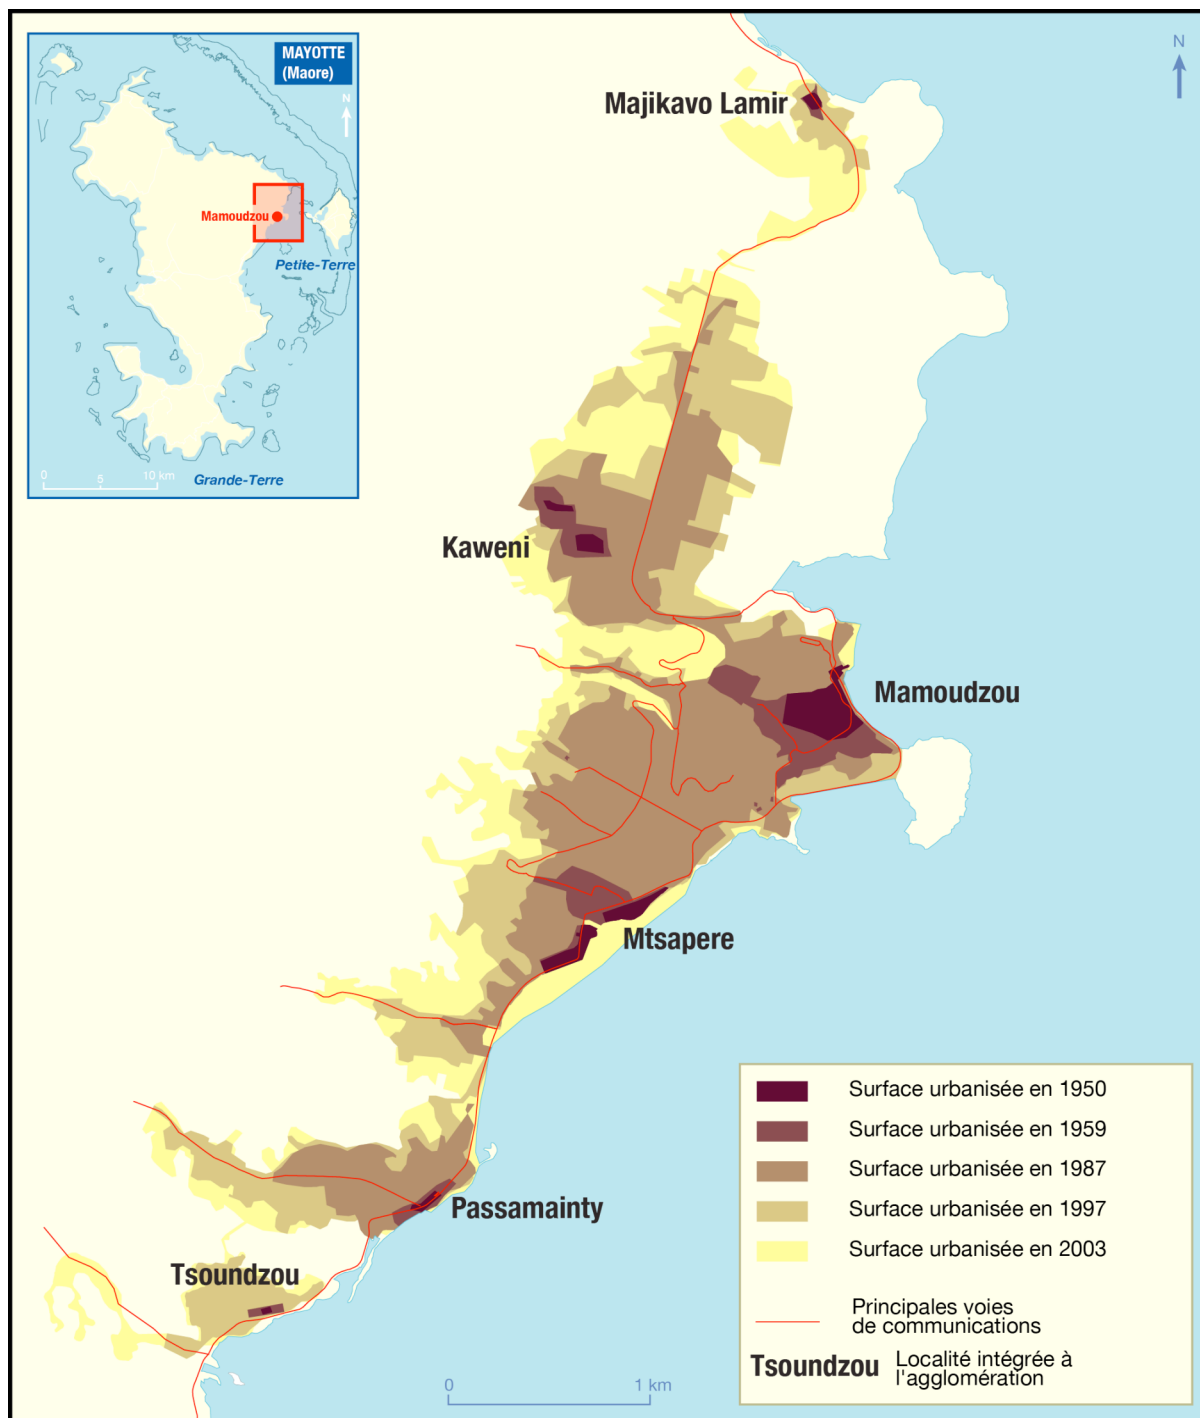 MAYOTTE
(Maore)
N
Mamoudzou
Petite-Terre
0 5 10 km
Grande-Terre
N
Majikavo Lamir
Kaweni
Mamoudzou
Mtsapere
Passamainty
Tsoundzou
Surface urbanisée en 1950
Surface urbanisée en 1959
Surface urbanisée en 1987
Surface urbanisée en 1997
Surface urbanisée en 2003
Principales voies
de communications
Tsoundzou Localité intégrée à
l'agglomération
0 1 km